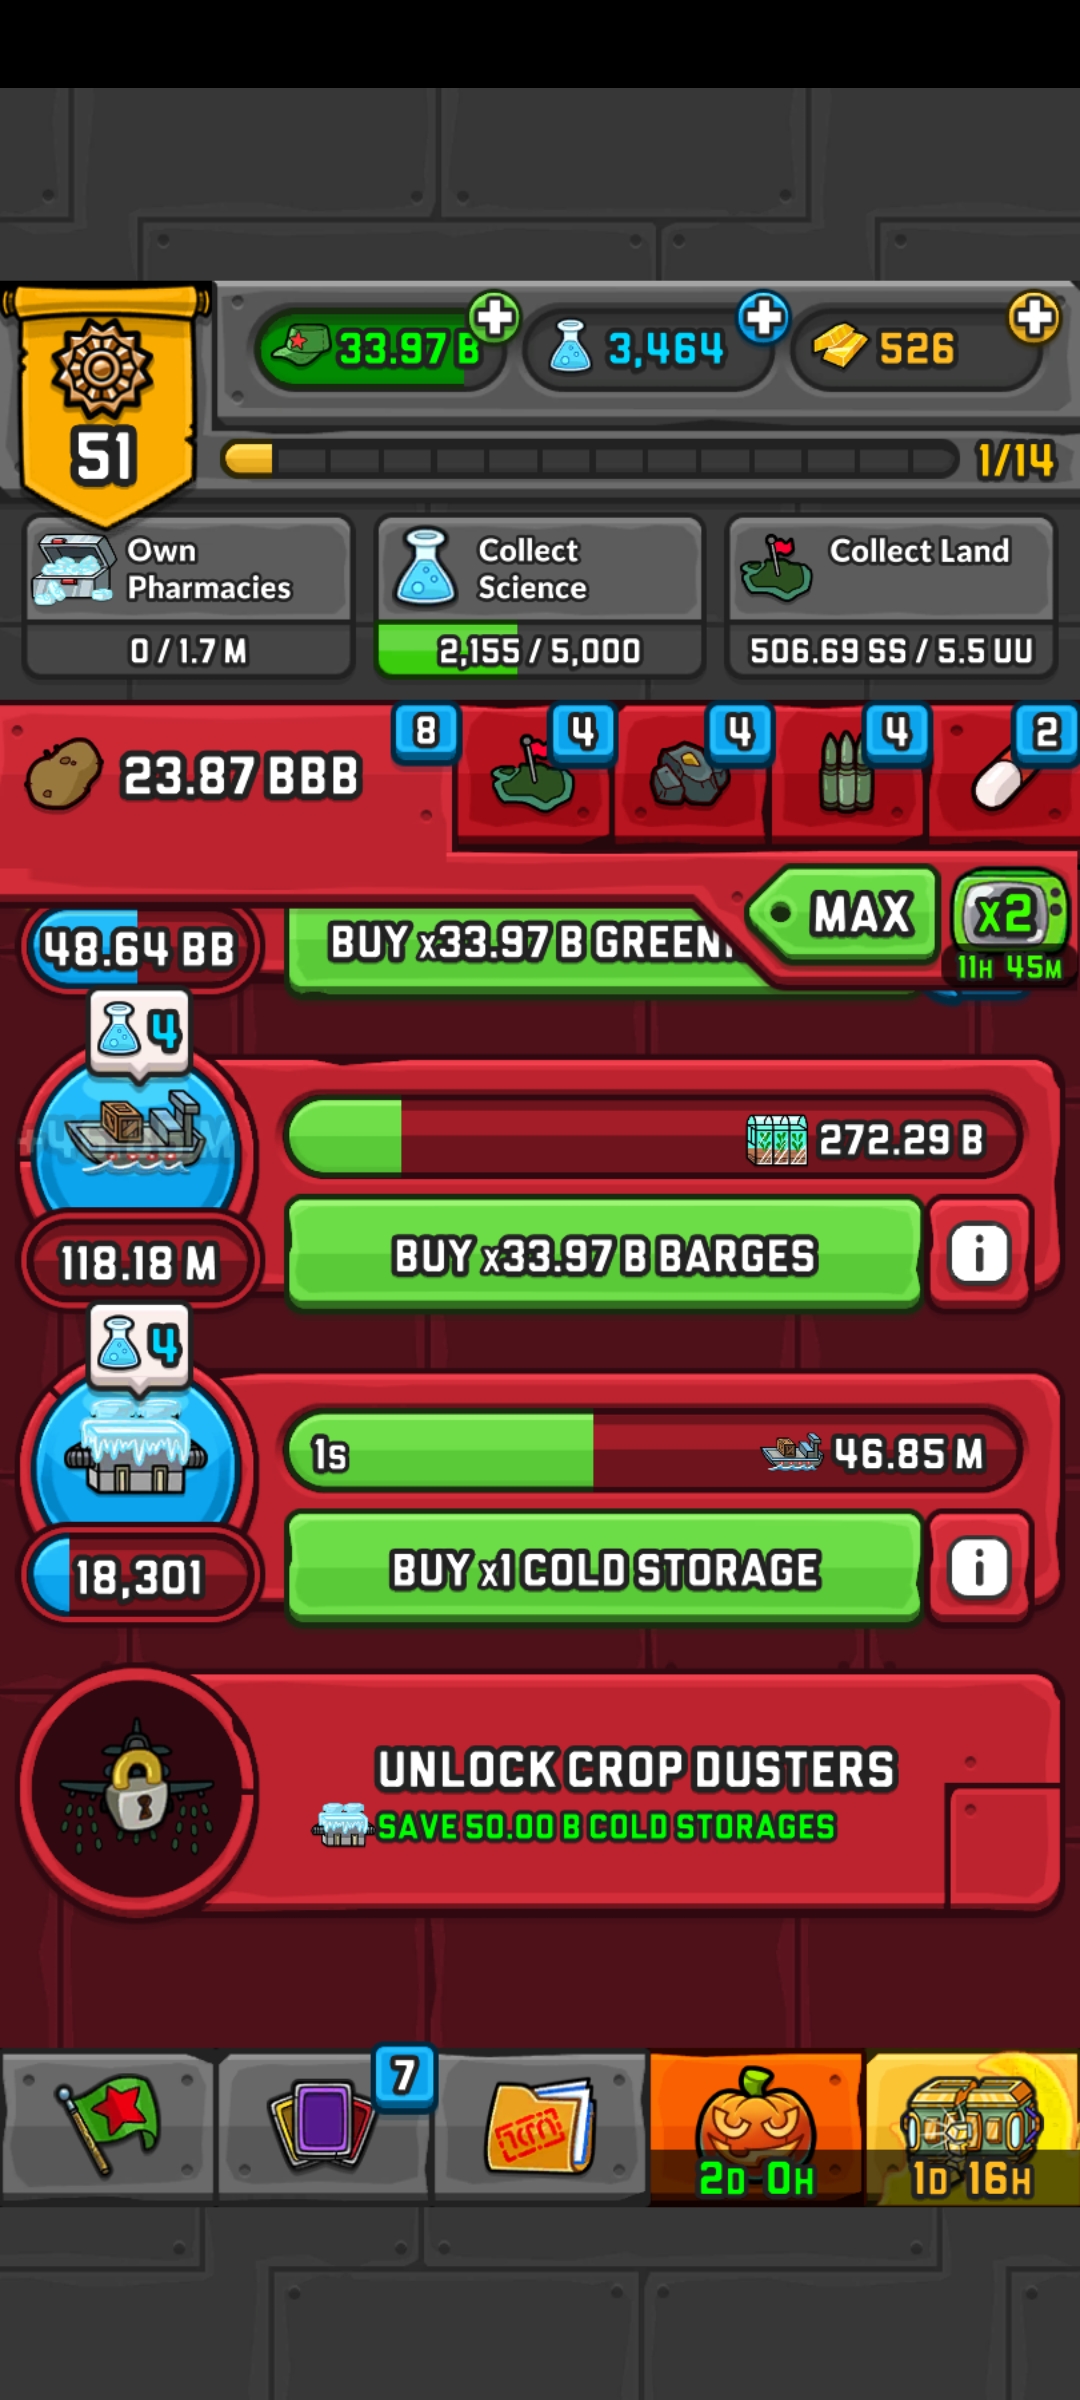 33.97 B
3,464
526
51
1/14
Own
Pharmacies
0 / 1.7 M
Collect
Science
2,155 / 5,000
Collect Land
506.69 SS / 5.5 UU
23.87 BBB
8
4
4
4
2
MAX
x2
11H 45M
48.64 BB
BUY x33.97 B GREEN
4
272.29 B
118.18 M
BUY x33.97 B BARGES
i
4
1s
46.85 M
18,301
BUY x1 COLD STORAGE
i
UNLOCK CROP DUSTERS
SAVE 50.00 B COLD STORAGES
7
2D 0H
1D 16H